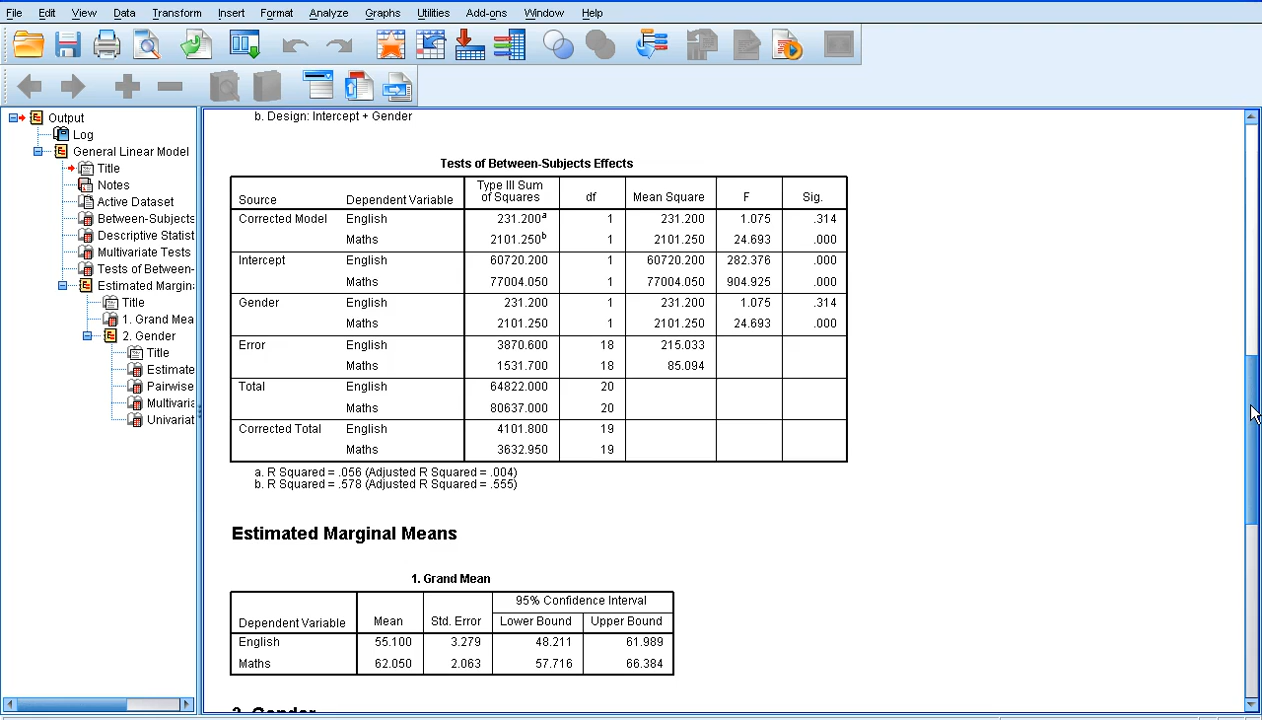 File Edit View Data Transform Insert Format Analyze Graphs Utilities Add-ons Window Help
Output
Log
General Linear Model
Title
Notes
Active Dataset
Between-Subjects
Descriptive Statist
Multivariate Tests
Tests of Between-
Estimated Margin
Title
1. Grand Mea
2. Gender
Title
Estimate
Pairwise
Multivaria
Univariat
b. Design: Intercept + Gender
Tests of Between-Subjects Effects
Source Dependent Variable Type III Sum of Squares df Mean Square F Sig.
Corrected Model English 231.200a 1 231.200 1.075 .314
Maths 2101.250b 1 2101.250 24.693 .000
Intercept English 60720.200 1 60720.200 282.376 .000
Maths 77004.050 1 77004.050 904.925 .000
Gender English 231.200 1 231.200 1.075 .314
Maths 2101.250 1 2101.250 24.693 .000
Error English 3870.600 18 215.033
Maths 1531.700 18 85.094
Total English 64822.000 20
Maths 80637.000 20
Corrected Total English 4101.800 19
Maths 3632.950 19
a. R Squared = .056 (Adjusted R Squared = .004)
b. R Squared = .578 (Adjusted R Squared = .555)
Estimated Marginal Means
1. Grand Mean
95% Confidence Interval
Dependent Variable Mean Std. Error Lower Bound Upper Bound
English 55.100 3.279 48.211 61.989
Maths 62.050 2.063 57.716 66.384
2. Gender